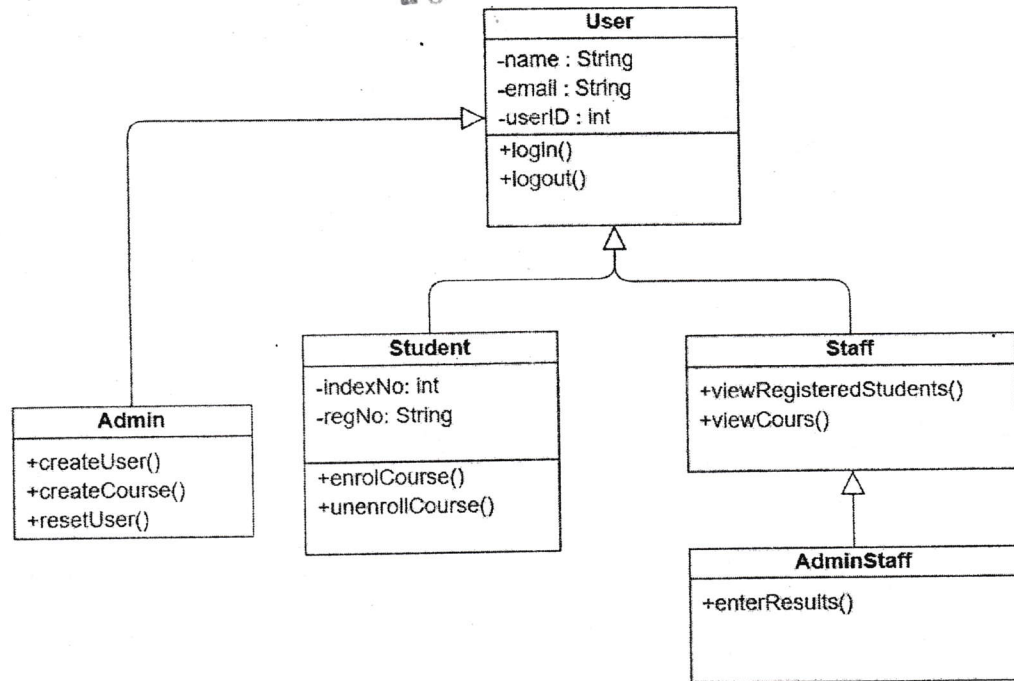 User
-name : String
-email : String
-userID : int
+login()
+logout()
Student
-indexNo: int
-regNo: String
+enrolCourse()
+unenrollCourse()
Staff
+viewRegisteredStudents()
+viewCours()
Admin
+createUser()
+createCourse()
+resetUser()
AdminStaff
+enterResults()